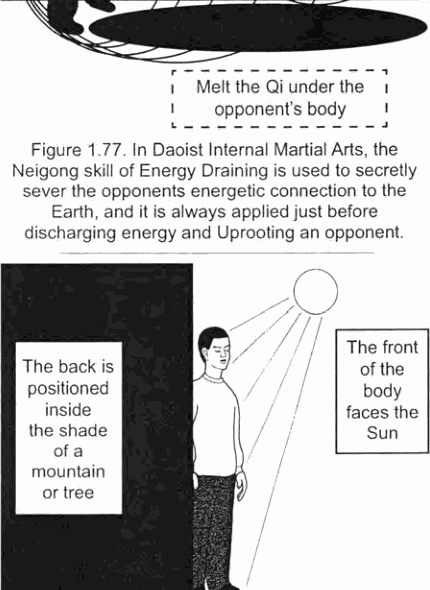 Melt the Qi under the
opponent's body
Figure 1.77. In Daoist Internal Martial Arts, the
Neigong skill of Energy Draining is used to secretly
sever the opponents energetic connection to the
Earth, and it is always applied just before
discharging energy and Uprooting an opponent.
The back is
positioned
inside
the shade
of a
mountain
or tree
The front
of the
body
faces the
Sun